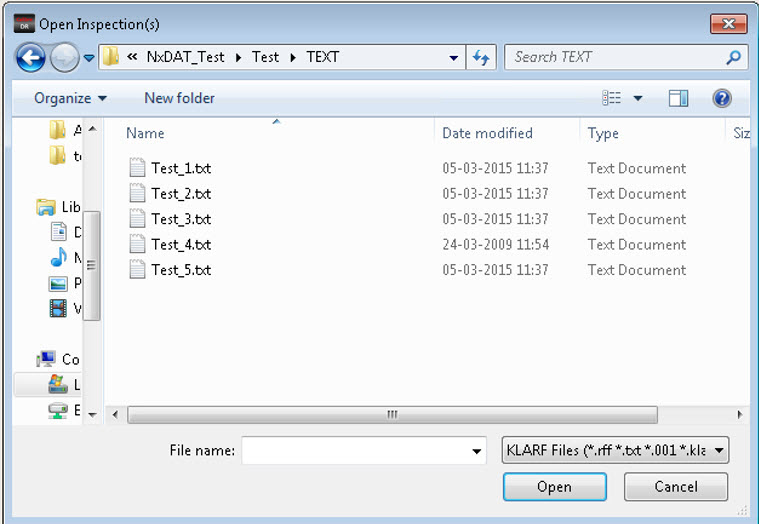 DR Open Inspection(s)
« NxDAT_Test Test TEXT Search TEXT
Organize New folder
Name Date modified Type Siz
Test_1.txt 05-03-2015 11:37 Text Document
Test_2.txt 05-03-2015 11:37 Text Document
Test_3.txt 05-03-2015 11:37 Text Document
Test_4.txt 24-03-2009 11:54 Text Document
Test_5.txt 05-03-2015 11:37 Text Document
A
Lib
D
P
V
Co
L
E
File name: KLARF Files (*.rff *.txt *.001 *.kla
Open Cancel